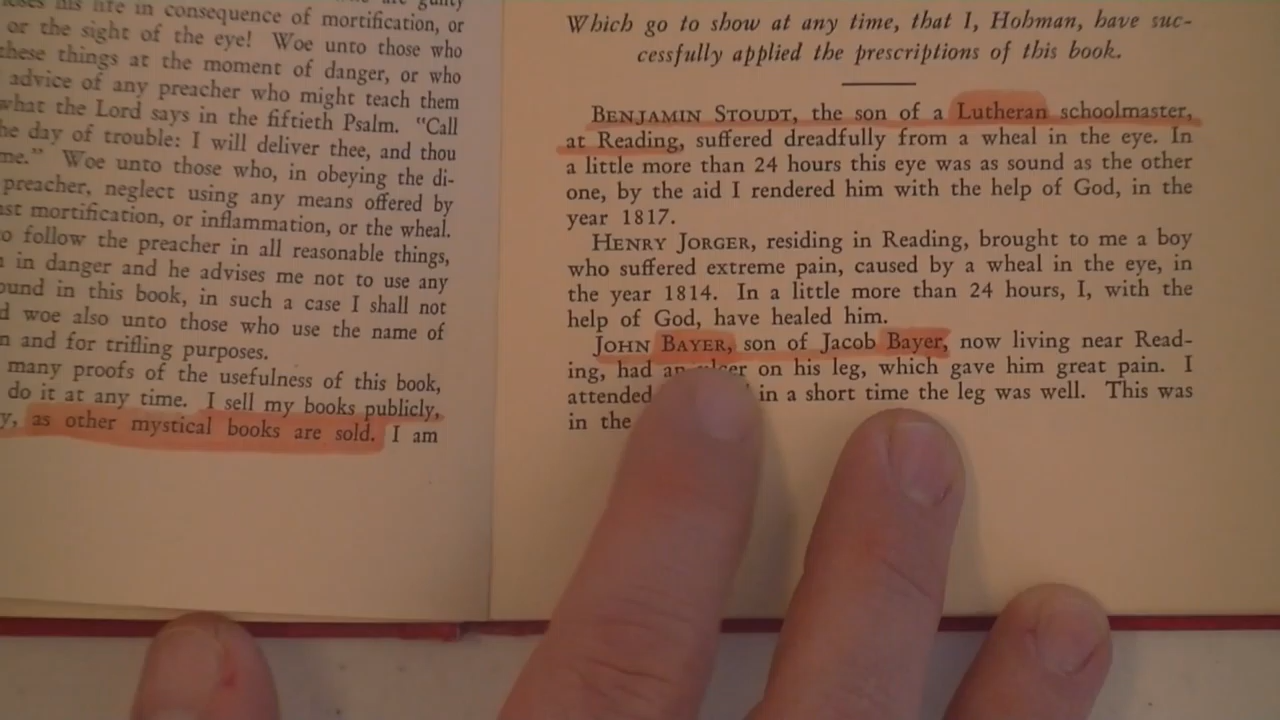 loses his life in consequence of mortification, or
or the sight of the eye! Woe unto those who
these things at the moment of danger, or who
advice of any preacher who might teach them
what the Lord says in the fiftieth Psalm. "Call
he day of trouble: I will deliver thee, and thou
me." Woe unto those who, in obeying the di-
preacher, neglect using any means offered by
st mortification, or inflammation, or the wheal.
o follow the preacher in all reasonable things,
in danger and he advises me not to use any
ound in this book, in such a case I shall not
d woe also unto those who use the name of
n and for trifling purposes.
many proofs of the usefulness of this book,
do it at any time. I sell my books publicly,
y, as other mystical books are sold. I am
Which go to show at any time, that I, Hohman, have suc-
cessfully applied the prescriptions of this book.
BENJAMIN STOUDT, the son of a Lutheran schoolmaster,
at Reading, suffered dreadfully from a wheal in the eye. In
a little more than 24 hours this eye was as sound as the other
one, by the aid I rendered him with the help of God, in the
year 1817.
HENRY JORGER, residing in Reading, brought to me a boy
who suffered extreme pain, caused by a wheal in the eye, in
the year 1814. In a little more than 24 hours, I, with the
help of God, have healed him.
JOHN BAYER, son of Jacob Bayer, now living near Read-
ing, had an ulcer on his leg, which gave him great pain. I
attended in a short time the leg was well. This was
in the